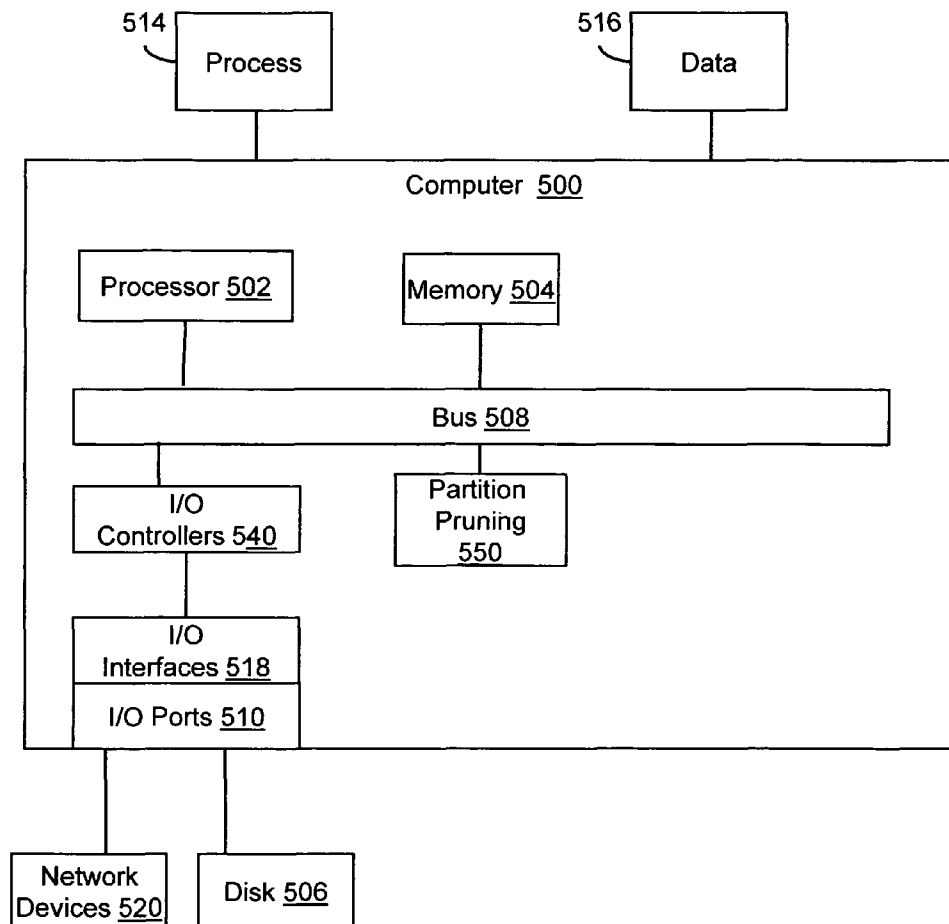 514
Process
516
Data
Computer 500
Processor 502
Memory 504
Bus 508
I/O
Controllers 540
Partition
Pruning
550
I/O
Interfaces 518
I/O Ports 510
Network
Devices 520
Disk 506